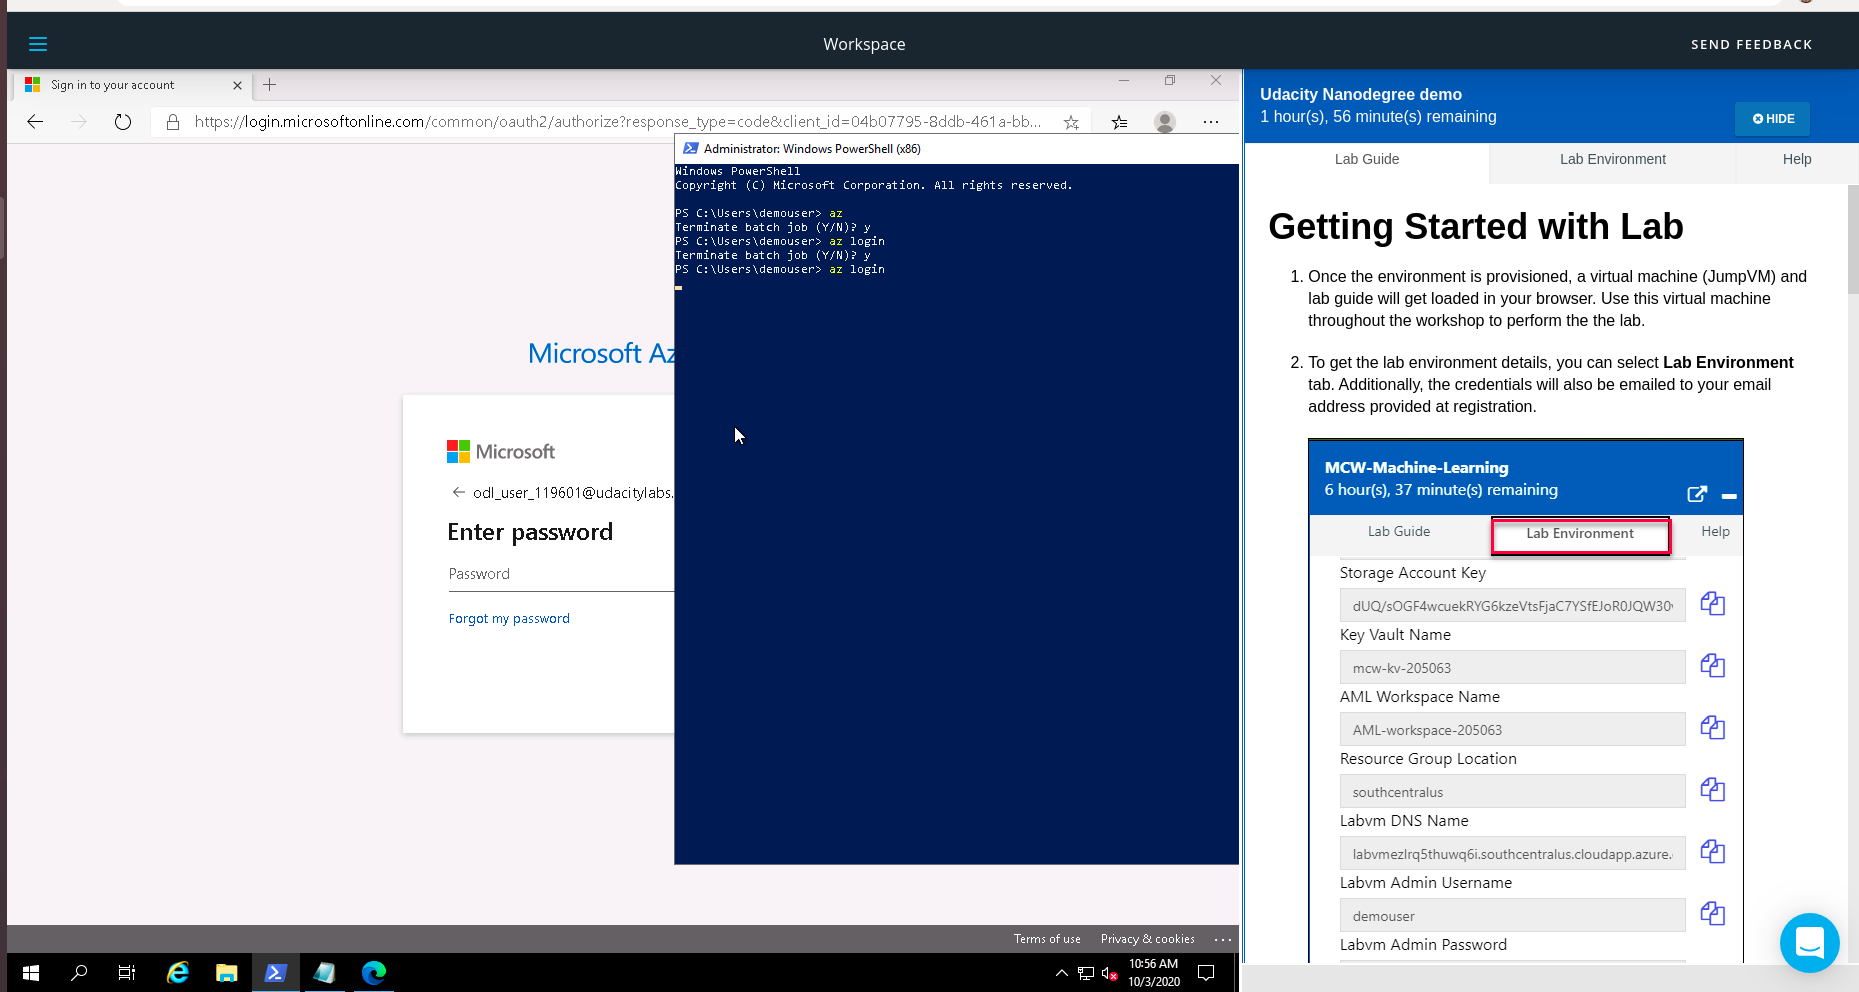 Workspace
SEND FEEDBACK
Sign in to your account
https://login.microsoftonline.com/common/oauth2/authorize?response_type=code&client_id=04b07795-8ddb-461a-bb...
Microsoft Az
Microsoft
odl_user_119601@udacitylabs.
Enter password
Password
Forgot my password
Administrator: Windows PowerShell (x86)
Windows PowerShell
Copyright (C) Microsoft Corporation. All rights reserved.
PS C:\Users\demouser> az
Terminate batch job (Y/N)? y
PS C:\Users\demouser> az login
Terminate batch job (Y/N)? y
PS C:\Users\demouser> az login
Terms of use
Privacy & cookies
...
10:56 AM
10/3/2020
Udacity Nanodegree demo
1 hour(s), 56 minute(s) remaining
HIDE
Lab Guide
Lab Environment
Help
Getting Started with Lab
1. Once the environment is provisioned, a virtual machine (JumpVM) and
lab guide will get loaded in your browser. Use this virtual machine
throughout the workshop to perform the the lab.
2. To get the lab environment details, you can select Lab Environment
tab. Additionally, the credentials will also be emailed to your email
address provided at registration.
MCW-Machine-Learning
6 hour(s), 37 minute(s) remaining
Lab Guide
Lab Environment
Help
Storage Account Key
dUQ/sOGF4wcuekRYG6kzeVtsFjaC7YSfEJoR0JQW30
Key Vault Name
mcw-kv-205063
AML Workspace Name
AML-workspace-205063
Resource Group Location
southcentralus
Labvm DNS Name
labvmezlrq5thuwq6i.southcentralus.cloudapp.azure.
Labvm Admin Username
demouser
Labvm Admin Password